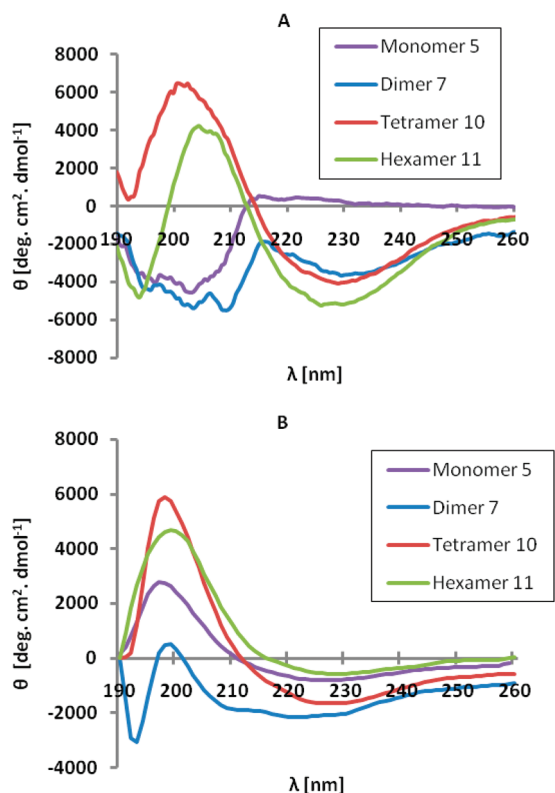 A
Monomer 5
Dimer 7
Tetramer 10
Hexamer 11
8000
6000
4000
2000
0
-2000
-4000
-6000
-8000
190 200 210 220 230 240 250 260
θ [deg. cm². dmol⁻¹]
λ [nm]
B
Monomer 5
Dimer 7
Tetramer 10
Hexamer 11
8000
6000
4000
2000
0
-2000
-4000
190 200 210 220 230 240 250 260
θ [deg. cm². dmol⁻¹]
λ [nm]